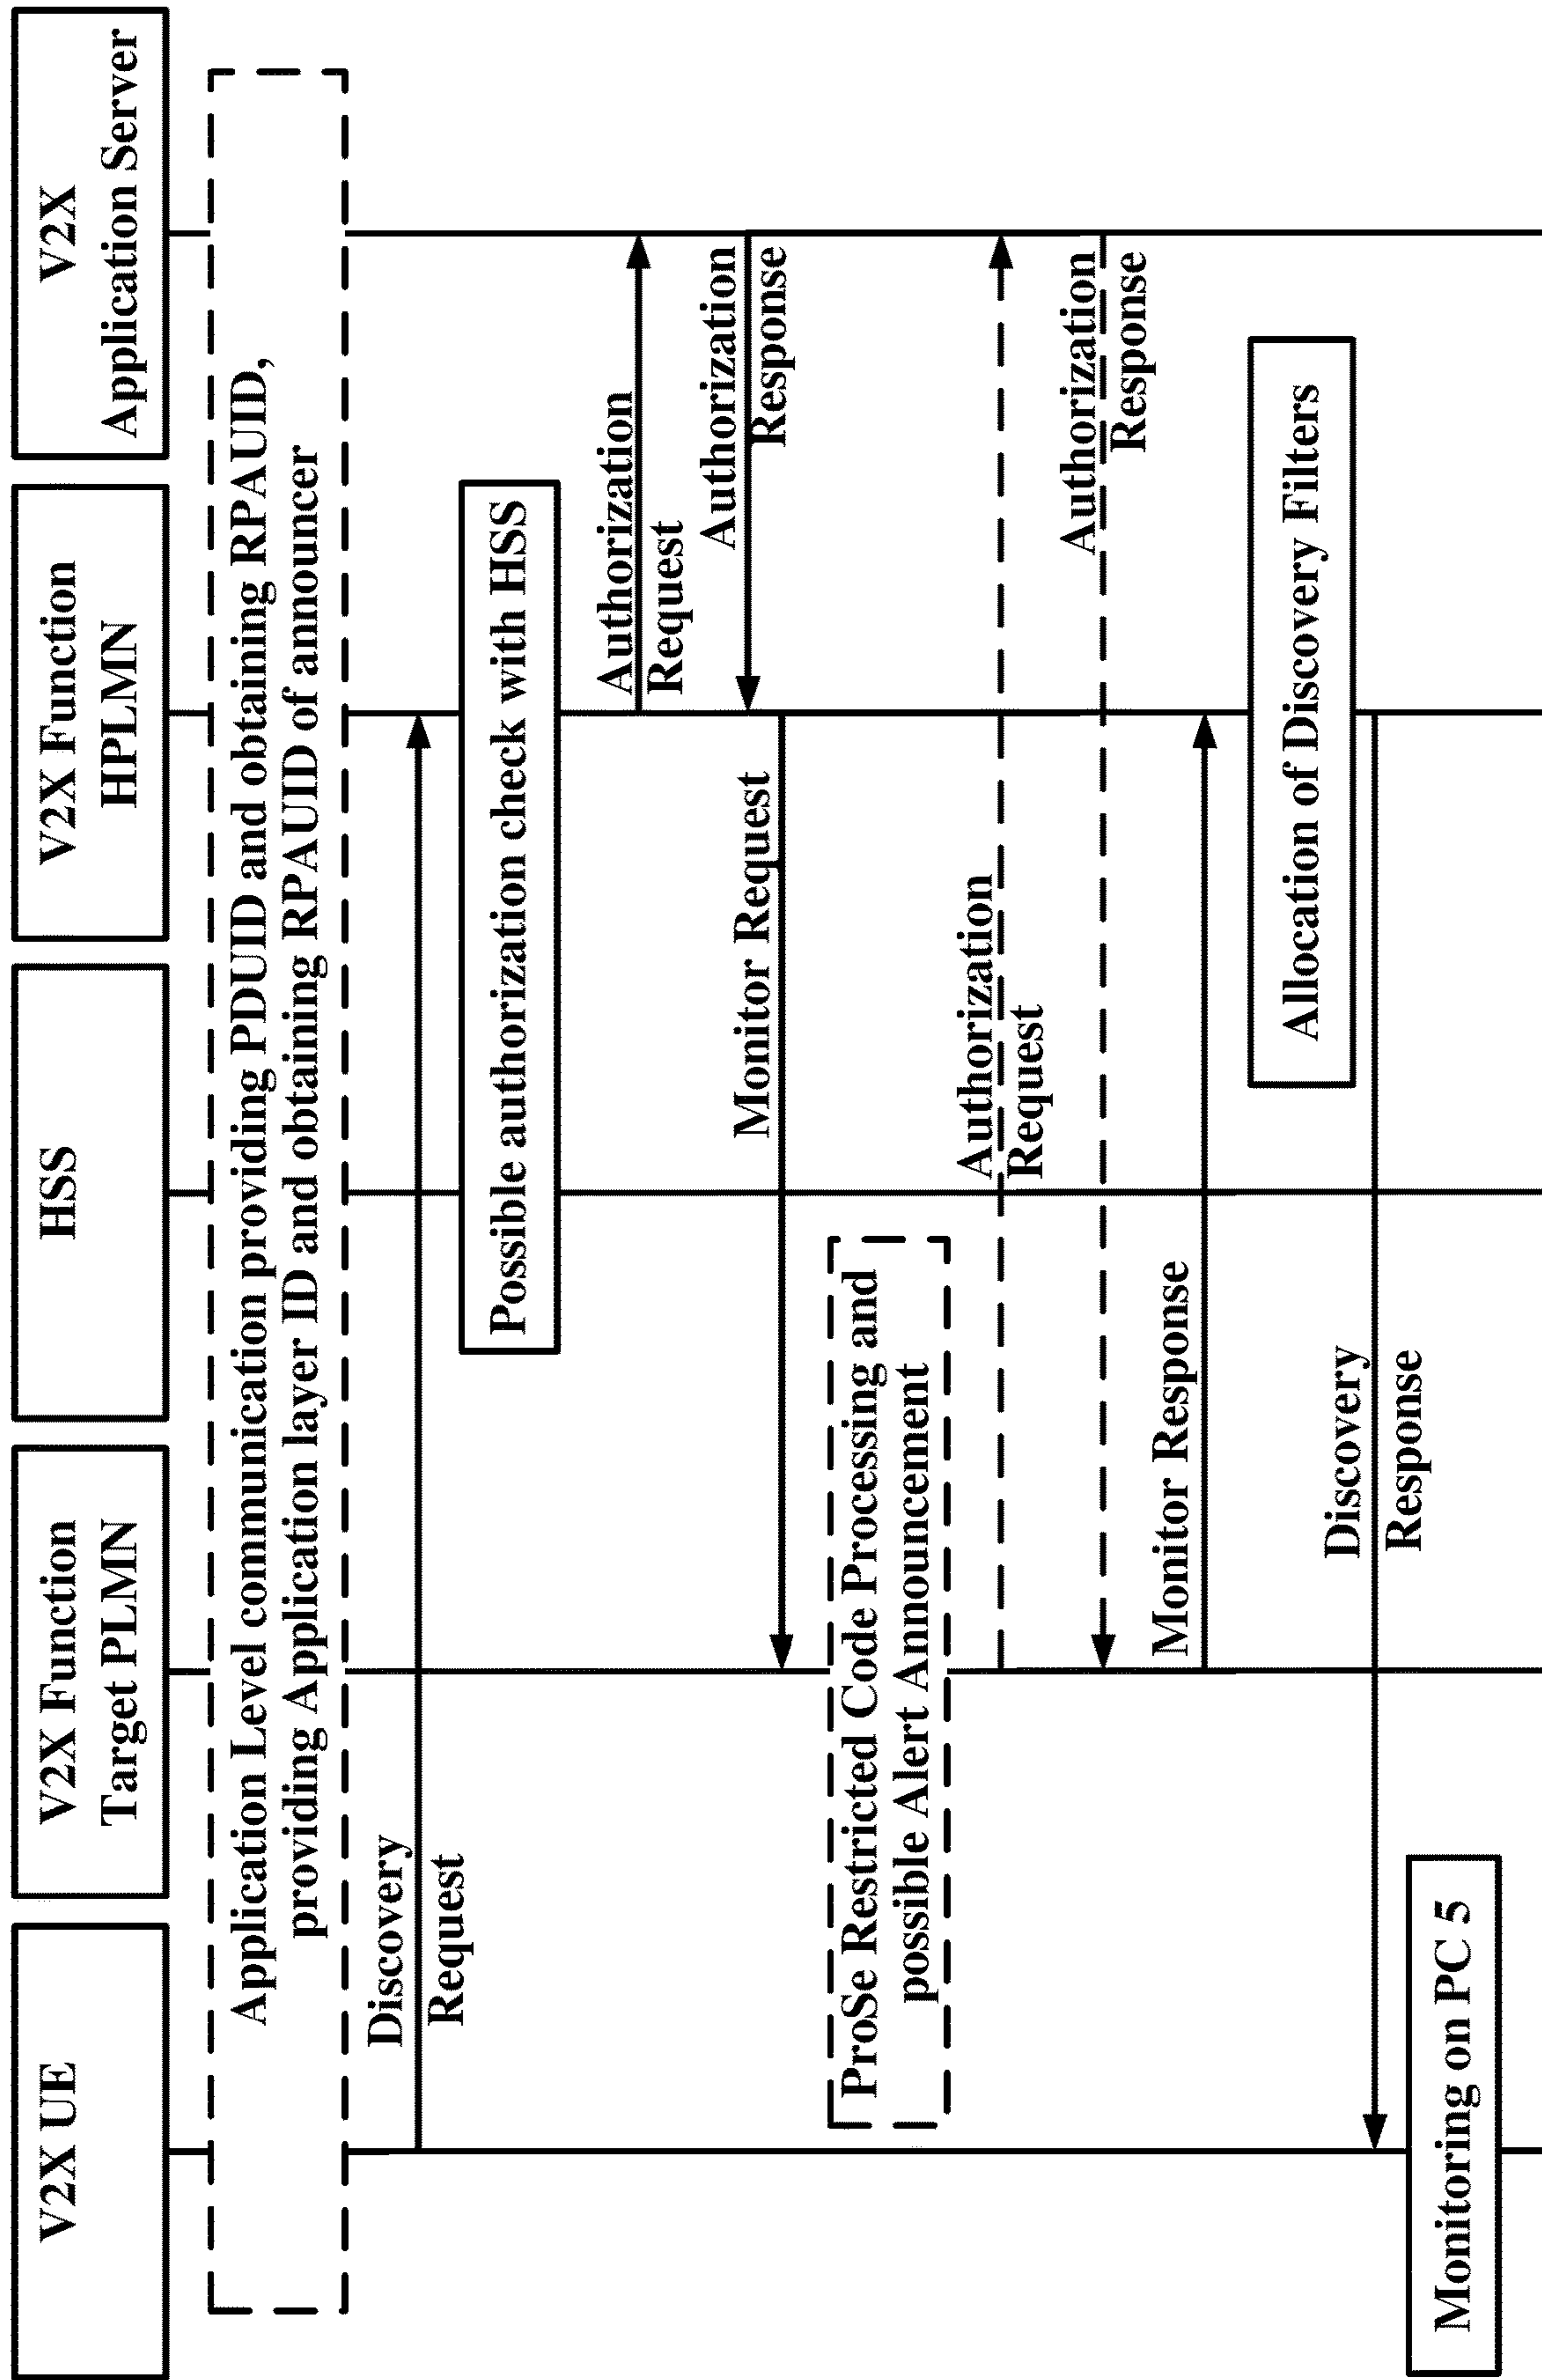 V2X UE
V2X Function
Target PLMN
HSS
V2X Function
HPLMN
V2X
Application Server
Application Level communication providing PDUID and obtaining RPAUID,
providing Application layer ID and obtaining RPAUID of announcer
Discovery
Request
Possible authorization check with HSS
Authorization
Request
Authorization
Response
Monitor Request
ProSe Restricted Code Processing and
possible Alert Announcement
Authorization
Request
Authorization
Response
Monitor Response
Allocation of Discovery Filters
Discovery
Response
Monitoring on PC 5